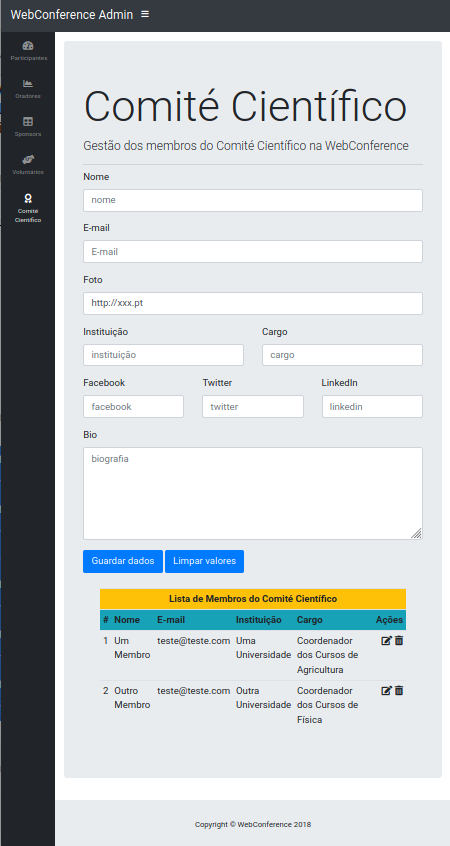 WebConference Admin
Participantes
Oradores
Sponsors
Voluntários
Comité
Científico
Comité Científico
Gestão dos membros do Comité Científico na WebConference
Nome
nome
E-mail
E-mail
Foto
http://xxx.pt
Instituição Cargo
instituição cargo
Facebook Twitter LinkedIn
facebook twitter linkedin
Bio
biografia
Guardar dados Limpar valores
Lista de Membros do Comité Científico
# Nome E-mail Instituição Cargo Ações
1 Um teste@teste.com Uma Coordenador
Membro Universidade dos Cursos de
Agricultura
2 Outro teste@teste.com Outra Coordenador
Membro Universidade dos Cursos de
Física
Copyright © WebConference 2018